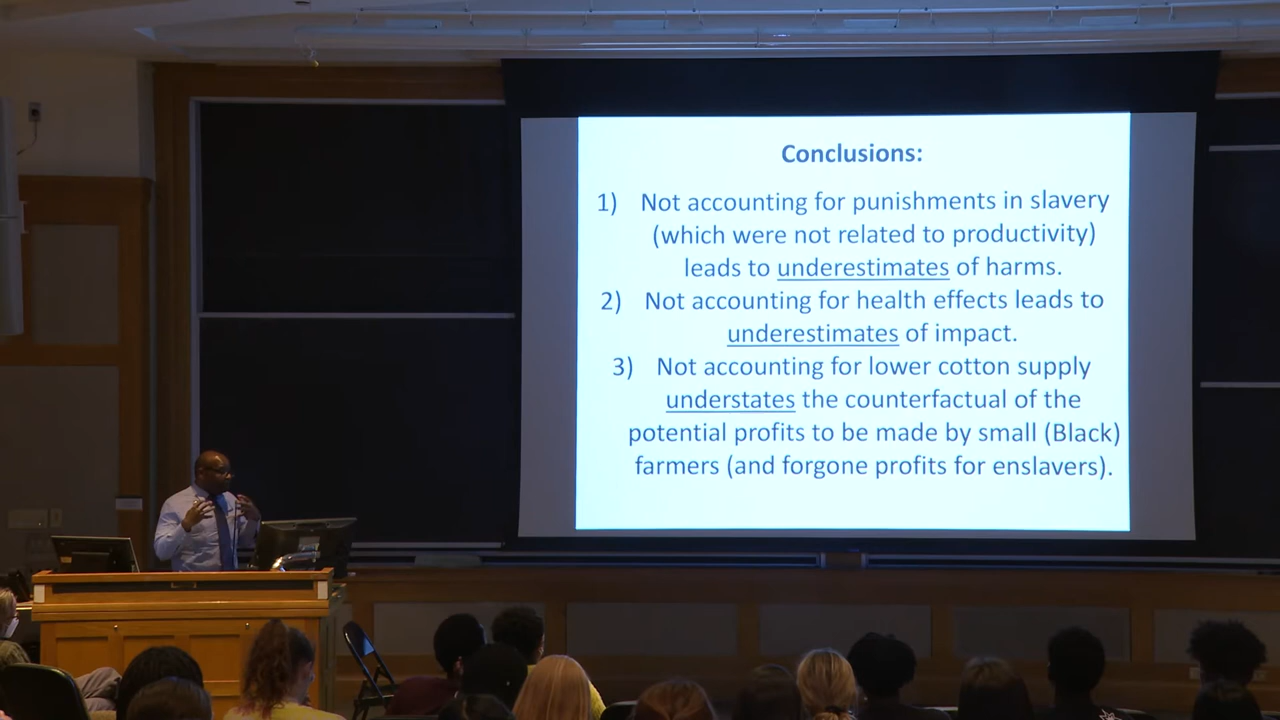 Conclusions:
1) Not accounting for punishments in slavery
(which were not related to productivity)
leads to underestimates of harms.
2) Not accounting for health effects leads to
underestimates of impact.
3) Not accounting for lower cotton supply
understates the counterfactual of the
potential profits to be made by small (Black)
farmers (and forgone profits for enslavers).